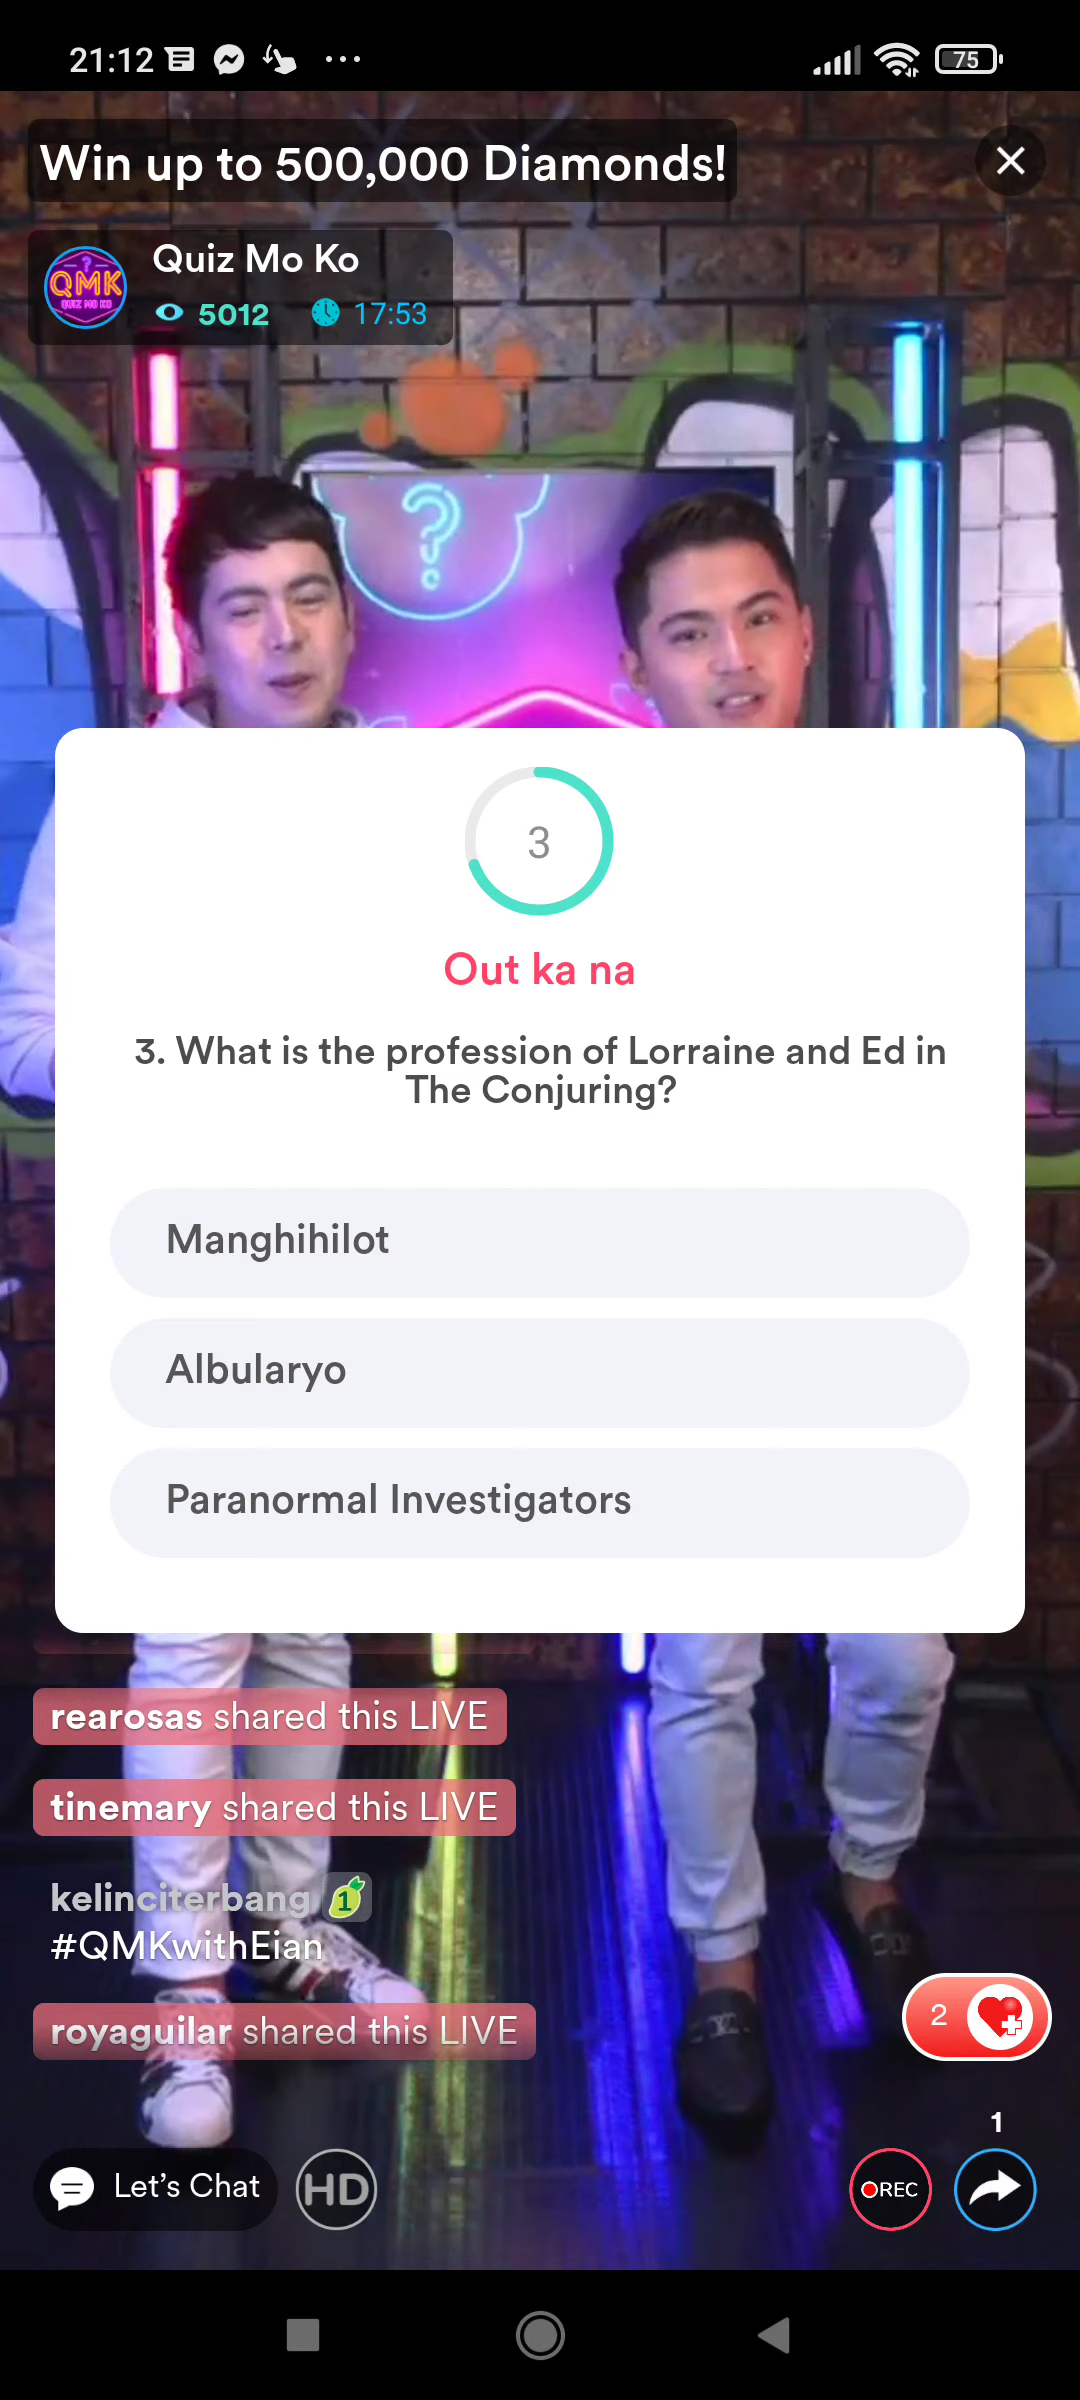 21:12
75
Win up to 500,000 Diamonds!
QMK
QUIZ MO KO
Quiz Mo Ko
5012
17:53
3
Out ka na
3. What is the profession of Lorraine and Ed in
The Conjuring?
Manghihilot
Albularyo
Paranormal Investigators
rearosas shared this LIVE
tinemary shared this LIVE
kelinciterbang 1
#QMKwithEian
royaguilar shared this LIVE
2
1
Let's Chat
HD
REC